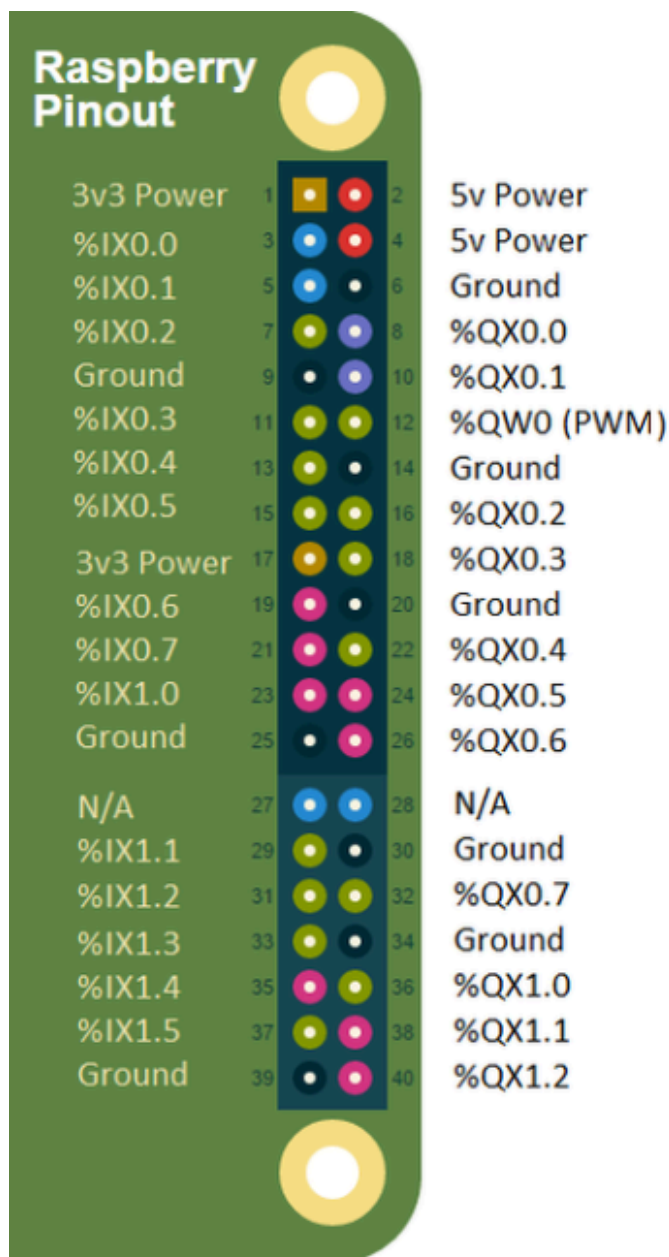 Raspberry
Pinout
3v3 Power 1 2 5v Power
%IX0.0 3 4 5v Power
%IX0.1 5 6 Ground
%IX0.2 7 8 %QX0.0
Ground 9 10 %QX0.1
%IX0.3 11 12 %QW0 (PWM)
%IX0.4 13 14 Ground
%IX0.5 15 16 %QX0.2
3v3 Power 17 18 %QX0.3
%IX0.6 19 20 Ground
%IX0.7 21 22 %QX0.4
%IX1.0 23 24 %QX0.5
Ground 25 26 %QX0.6
N/A 27 28 N/A
%IX1.1 29 30 Ground
%IX1.2 31 32 %QX0.7
%IX1.3 33 34 Ground
%IX1.4 35 36 %QX1.0
%IX1.5 37 38 %QX1.1
Ground 39 40 %QX1.2